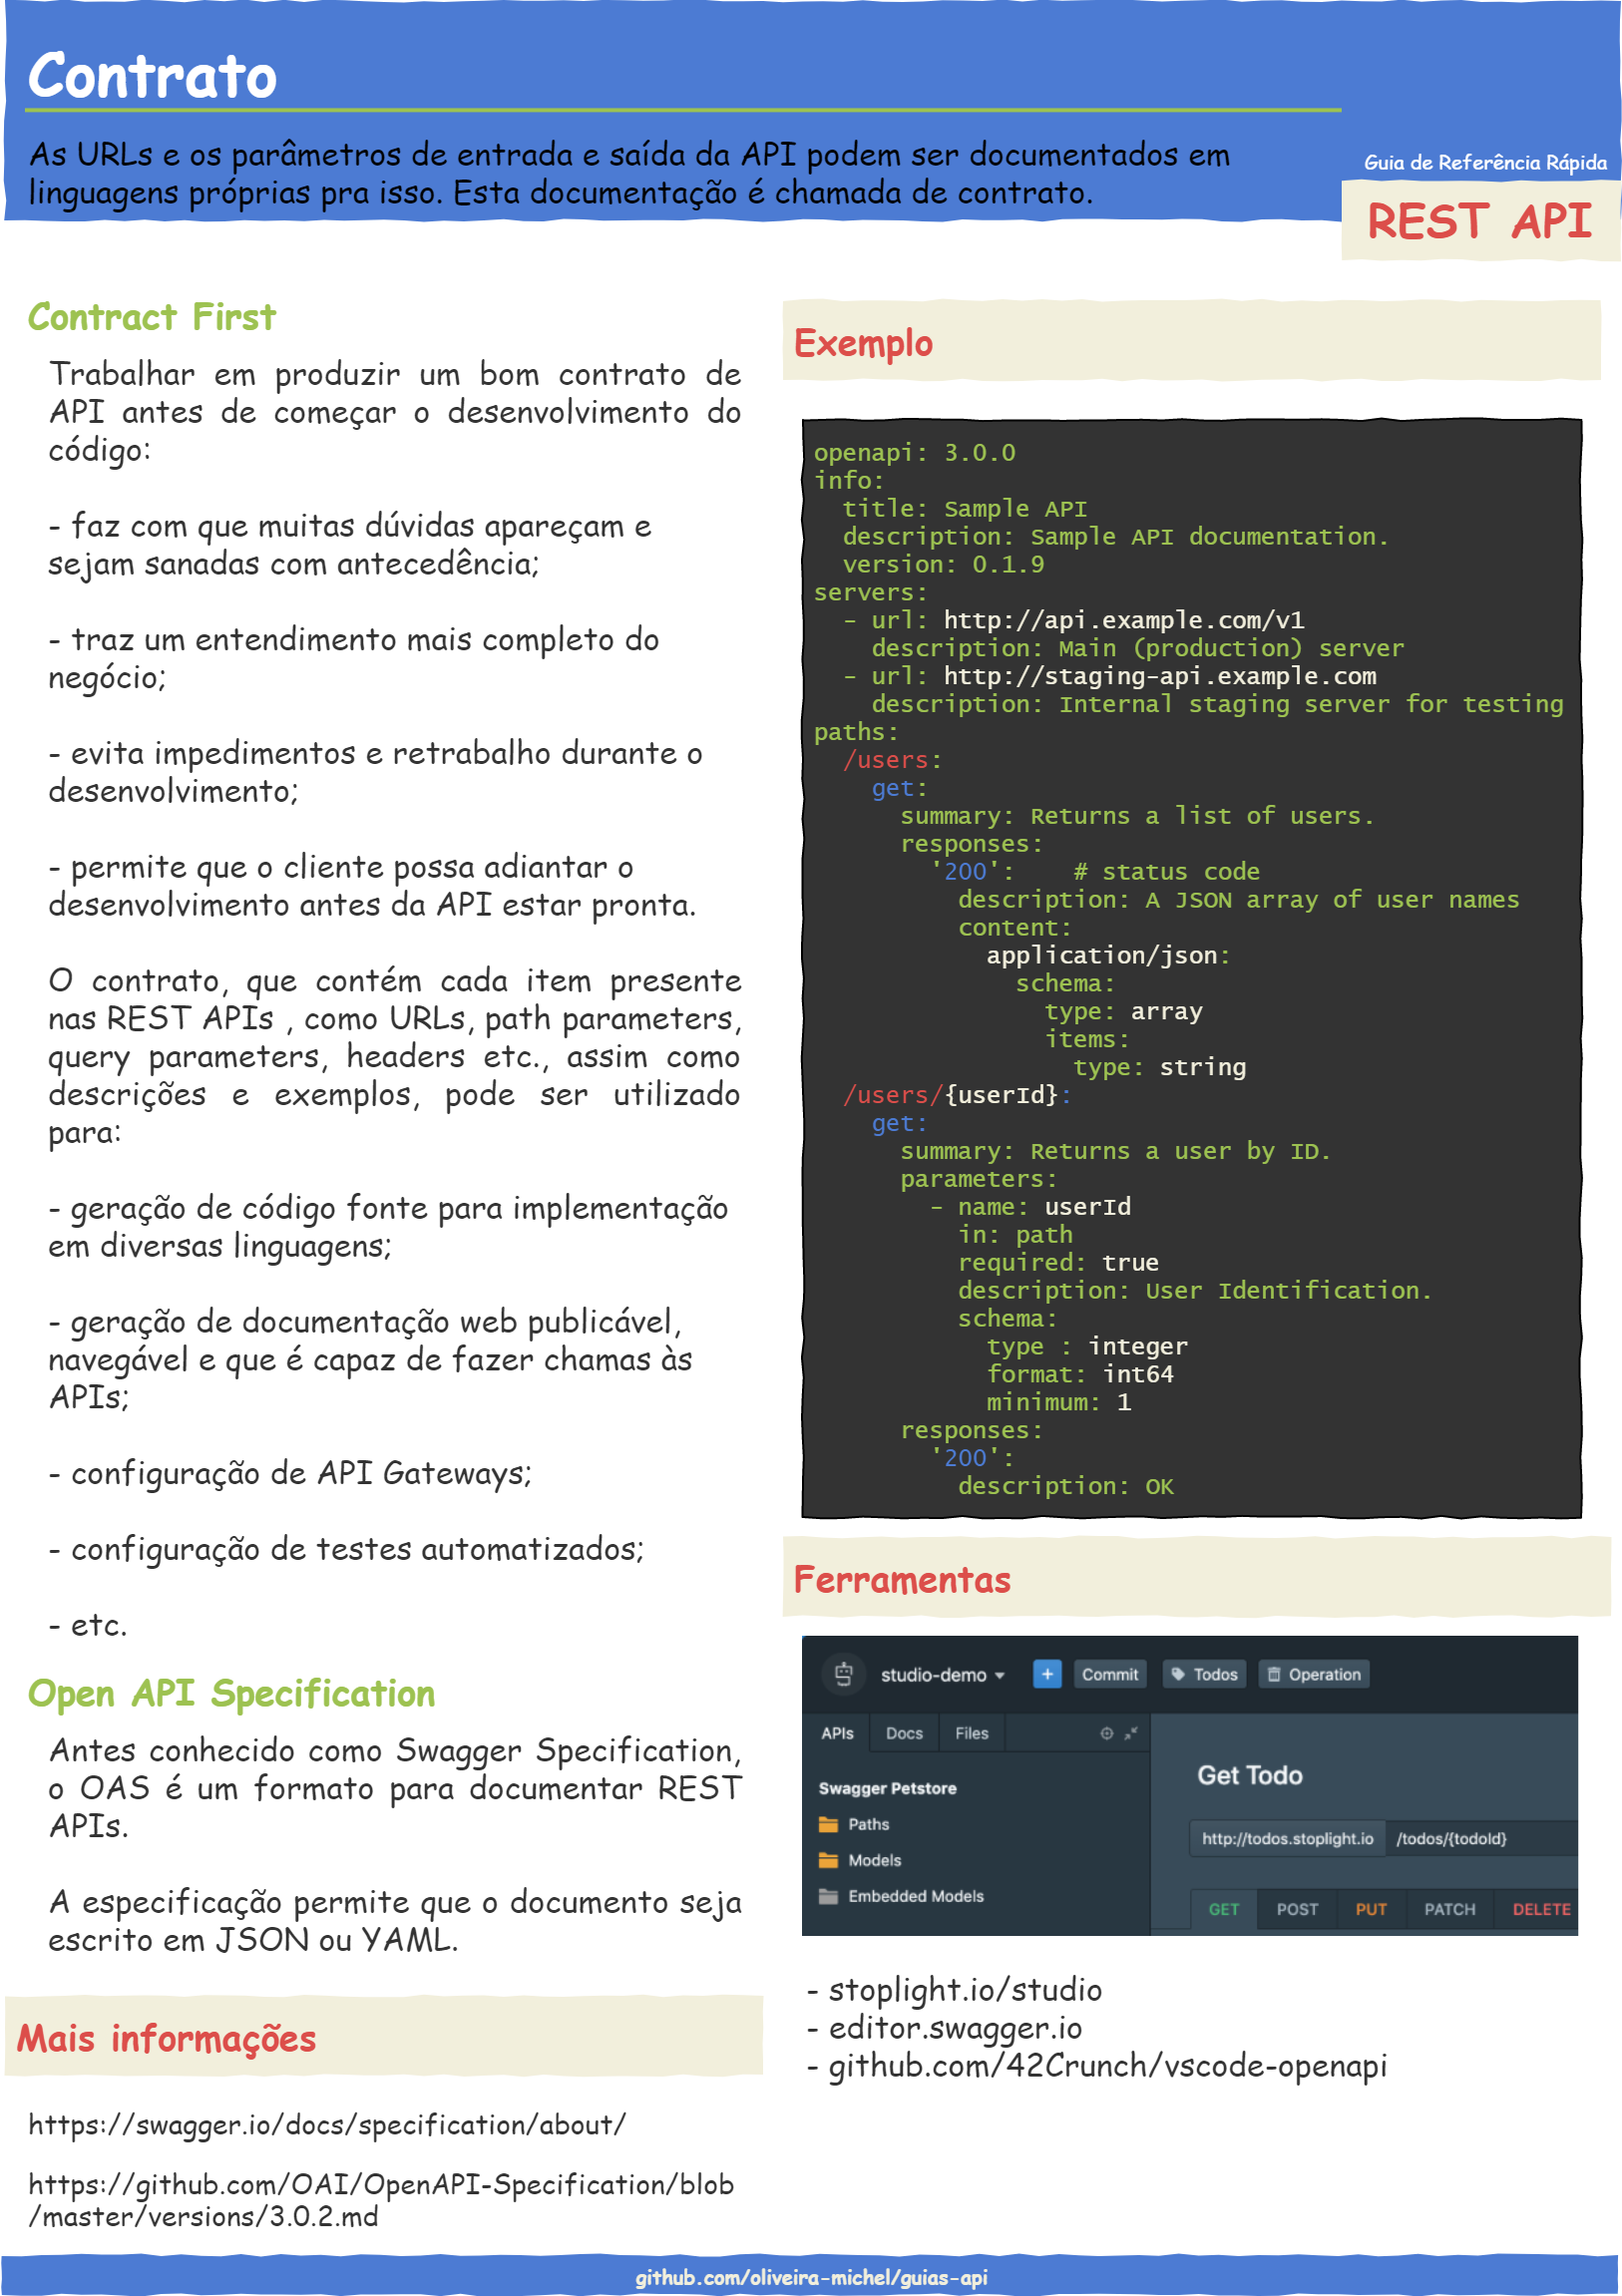 Contrato
As URLs e os parâmetros de entrada e saída da API podem ser documentados em
linguagens próprias pra isso. Esta documentação é chamada de contrato.
Guia de Referência Rápida
REST API
Contract First
Trabalhar em produzir um bom contrato de
API antes de começar o desenvolvimento do
código:
- faz com que muitas dúvidas apareçam e
sejam sanadas com antecedência;
- traz um entendimento mais completo do
negócio;
- evita impedimentos e retrabalho durante o
desenvolvimento;
- permite que o cliente possa adiantar o
desenvolvimento antes da API estar pronta.
O contrato, que contém cada item presente
nas REST APIs , como URLs, path parameters,
query parameters, headers etc., assim como
descrições e exemplos, pode ser utilizado
para:
- geração de código fonte para implementação
em diversas linguagens;
- geração de documentação web publicável,
navegável e que é capaz de fazer chamas às
APIs;
- configuração de API Gateways;
- configuração de testes automatizados;
- etc.
Open API Specification
Antes conhecido como Swagger Specification,
o OAS é um formato para documentar REST
APIs.
A especificação permite que o documento seja
escrito em JSON ou YAML.
Mais informações
https://swagger.io/docs/specification/about/
https://github.com/OAI/OpenAPI-Specification/blob
/master/versions/3.0.2.md
Exemplo
openapi: 3.0.0
info:
  title: Sample API
  description: Sample API documentation.
  version: 0.1.9
servers:
  - url: http://api.example.com/v1
    description: Main (production) server
  - url: http://staging-api.example.com
    description: Internal staging server for testing
paths:
  /users:
    get:
      summary: Returns a list of users.
      responses:
        '200':    # status code
          description: A JSON array of user names
          content:
            application/json:
              schema:
                type: array
                items:
                  type: string
  /users/{userId}:
    get:
      summary: Returns a user by ID.
      parameters:
        - name: userId
          in: path
          required: true
          description: User Identification.
          schema:
            type : integer
            format: int64
            minimum: 1
      responses:
        '200':
          description: OK
Ferramentas
studio-demo + Commit Todos Operation
APIs Docs Files
Get Todo
Swagger Petstore
Paths
http://todos.stoplight.io /todos/{todoId}
Models
Embedded Models
GET POST PUT PATCH DELETE
- stoplight.io/studio
- editor.swagger.io
- github.com/42Crunch/vscode-openapi
github.com/oliveira-michel/guias-api